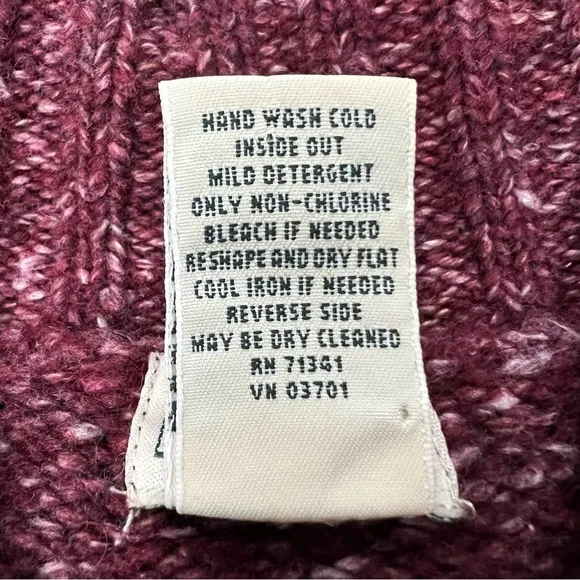 HAND WASH COLD
INSIDE OUT
MILD DETERGENT
ONLY NON-CHLORINE
BLEACH IF NEEDED
RESHAPE AND DRY FLAT
COOL IRON IF NEEDED
REVERSE SIDE
MAY BE DRY CLEANED
RN 71341
VN 03701